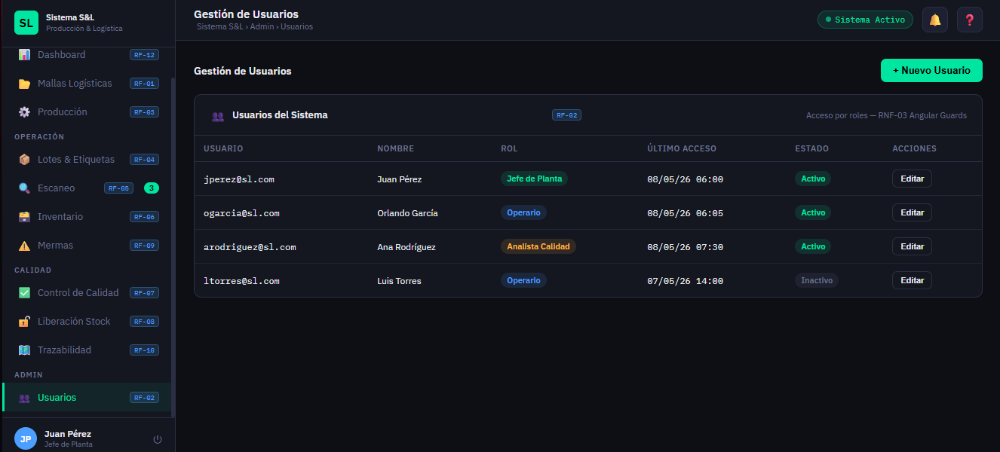 SL
Sistema S&L
Producción & Logística
Dashboard RF-12
Mallas Logísticas RF-01
Producción RF-03
OPERACIÓN
Lotes & Etiquetas RF-04
Escaneo RF-05 3
Inventario RF-06
Mermas RF-09
CALIDAD
Control de Calidad RF-07
Liberación Stock RF-08
Trazabilidad RF-10
ADMIN
Usuarios RF-02
JP
Juan Pérez
Jefe de Planta
Gestión de Usuarios
Sistema S&L › Admin › Usuarios
Sistema Activo
Gestión de Usuarios
+ Nuevo Usuario
Usuarios del Sistema RF-02 Acceso por roles — RNF-03 Angular Guards
USUARIO NOMBRE ROL ÚLTIMO ACCESO ESTADO ACCIONES
jperez@sl.com Juan Pérez Jefe de Planta 08/05/26 06:00 Activo Editar
ogarcia@sl.com Orlando García Operario 08/05/26 06:05 Activo Editar
arodriguez@sl.com Ana Rodríguez Analista Calidad 08/05/26 07:30 Activo Editar
ltorres@sl.com Luis Torres Operario 07/05/26 14:00 Inactivo Editar